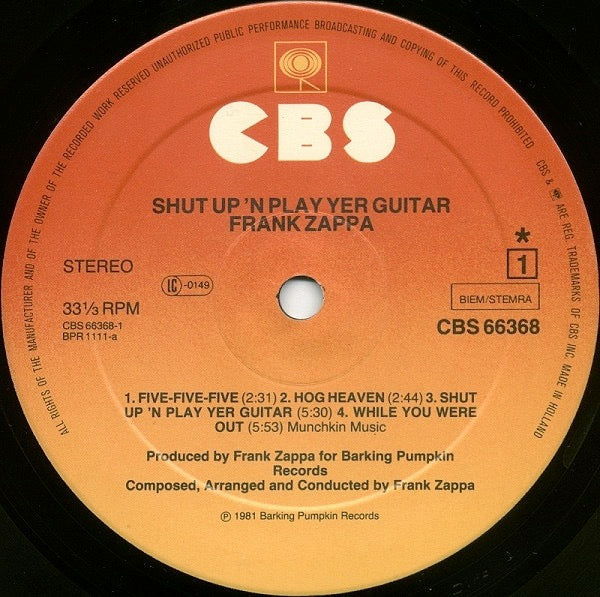 ALL RIGHTS OF THE MANUFACTURER AND OF THE OWNER OF THE RECORDED WORK RESERVED UNAUTHORIZED PUBLIC PERFORMANCE BROADCASTING AND COPYING OF THIS RECORD PROHIBITED CBS & ARE REG. TRADEMARKS OF CBS INC. MADE IN HOLLAND
CBS
SHUT UP 'N PLAY YER GUITAR
FRANK ZAPPA
STEREO
LC -0149
*
1
33⅓ RPM
BIEM/STEMRA
CBS 66368-1
CBS 66368
BPR 1111-a
1. FIVE-FIVE-FIVE (2:31) 2. HOG HEAVEN (2:44) 3. SHUT
UP 'N PLAY YER GUITAR (5:30) 4. WHILE YOU WERE
OUT (5:53) Munchkin Music
Produced by Frank Zappa for Barking Pumpkin
Records
Composed, Arranged and Conducted by Frank Zappa
℗ 1981 Barking Pumpkin Records